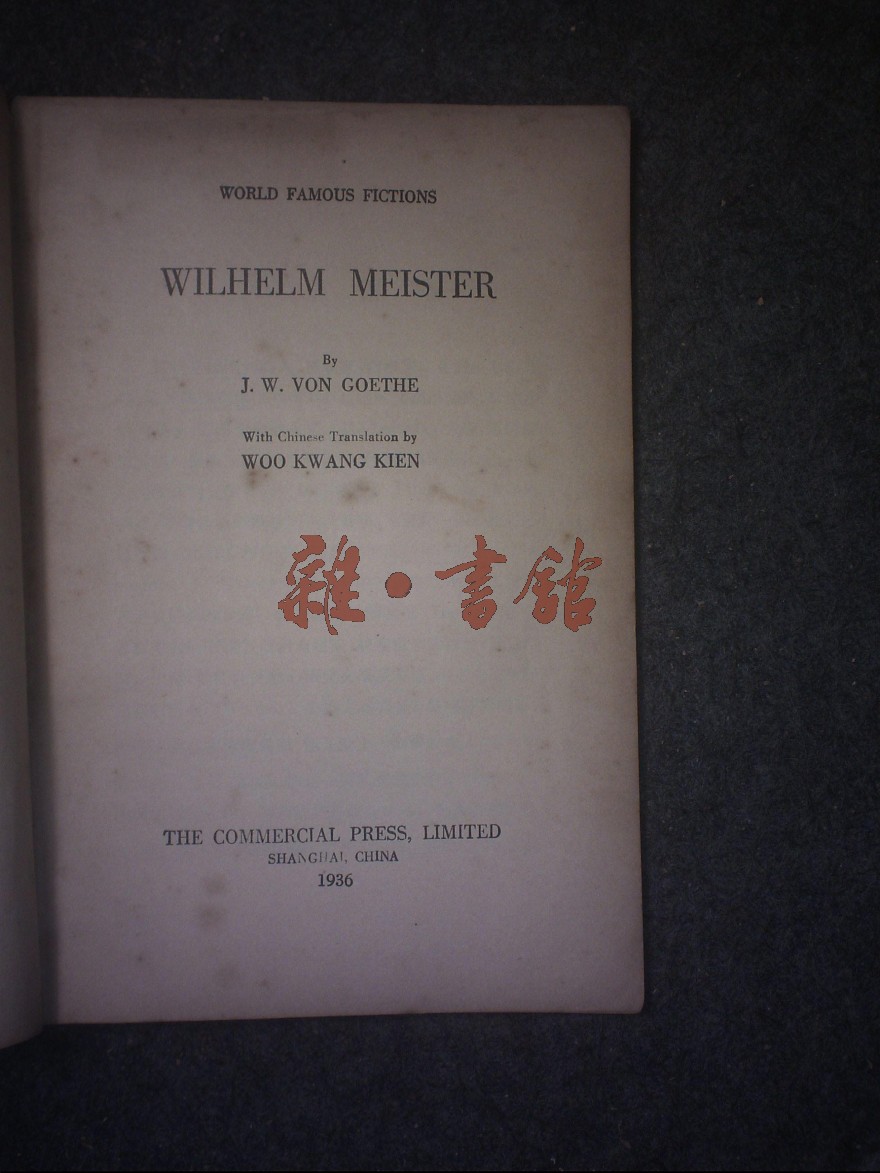 WORLD FAMOUS FICTIONS
WILHELM MEISTER
By
J. W. VON GOETHE
With Chinese Translation by
WOO KWANG KIEN
雜•書館
THE COMMERCIAL PRESS, LIMITED
SHANGHAI, CHINA
1936